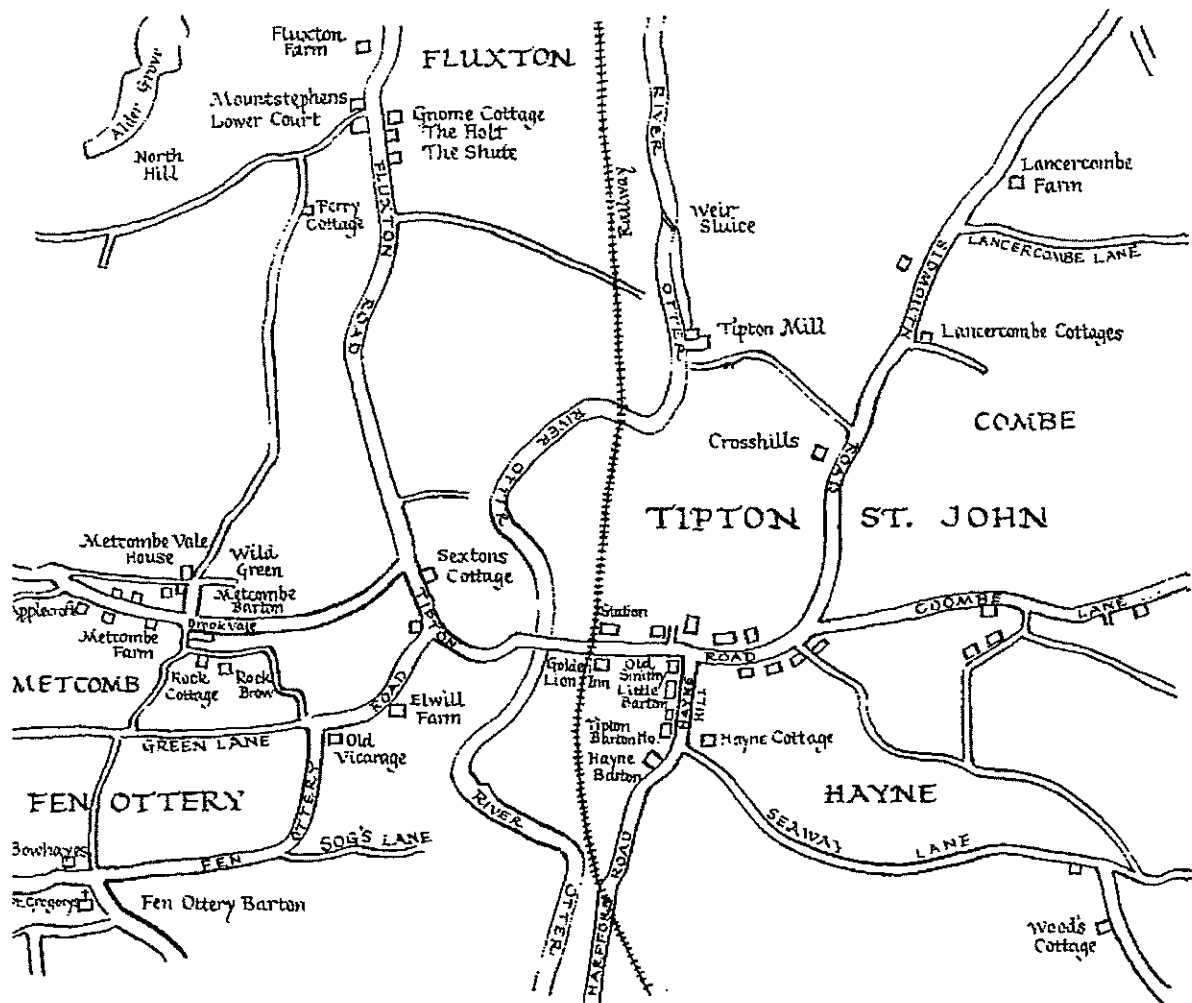 Fluxton
Farm
FLUXTON
Alder Grove
Mountstephens
Lower Court
Gnome Cottage
The Holt
The Shute
North
Hill
FLUXTON
ROAD
Ferry
Cottage
RIVER
OTTER
Railway
Weir
Sluice
Lancercombe
Farm
LANCERCOMBE LANE
SIDMOUTH
ROAD
Tipton Mill
Lancercombe Cottages
RIVER OTTER
Crosshills
COMBE
TIPTON ST. JOHN
Metcombe Vale
House
Wild
Green
Metcombe
Barton
Applecroft
Brookvale
Metcombe
Farm
Sextons
Cottage
TIPTON
ROAD
Station
COOMBE
LANE
METCOMB
Rock
Cottage
Rock
Brow
Golden
Lion
Inn
Old
Smithy
Little
Barton
HAYNE
HILL
ROAD
Elwill
Farm
GREEN LANE
Old
Vicarage
Tipton
Barton Ho.
Hayne
Barton
Hayne Cottage
FEN OTTERY
HAYNE
FEN
OTTERY
SOG'S LANE
RIVER
OTTER
SEAWAY
LANE
Bowhayes
St Gregorys
Fen Ottery Barton
HARPFORD
ROAD
Wood's
Cottage